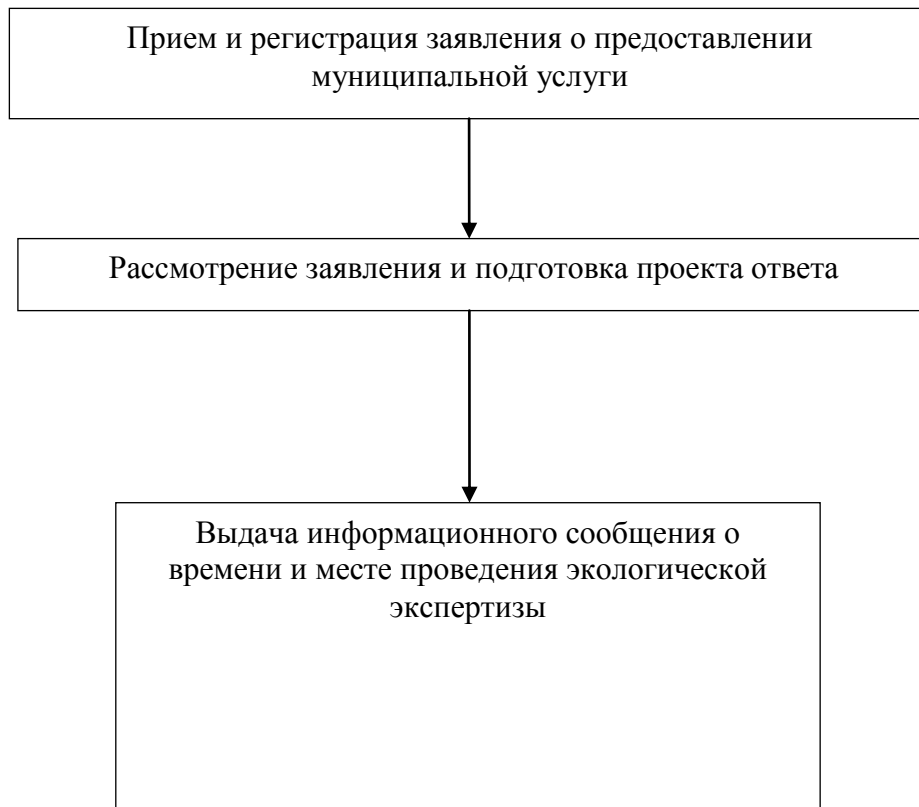 Прием и регистрация заявления о предоставлении
муниципальной услуги
Рассмотрение заявления и подготовка проекта ответа
Выдача информационного сообщения о
времени и месте проведения экологической
экспертизы